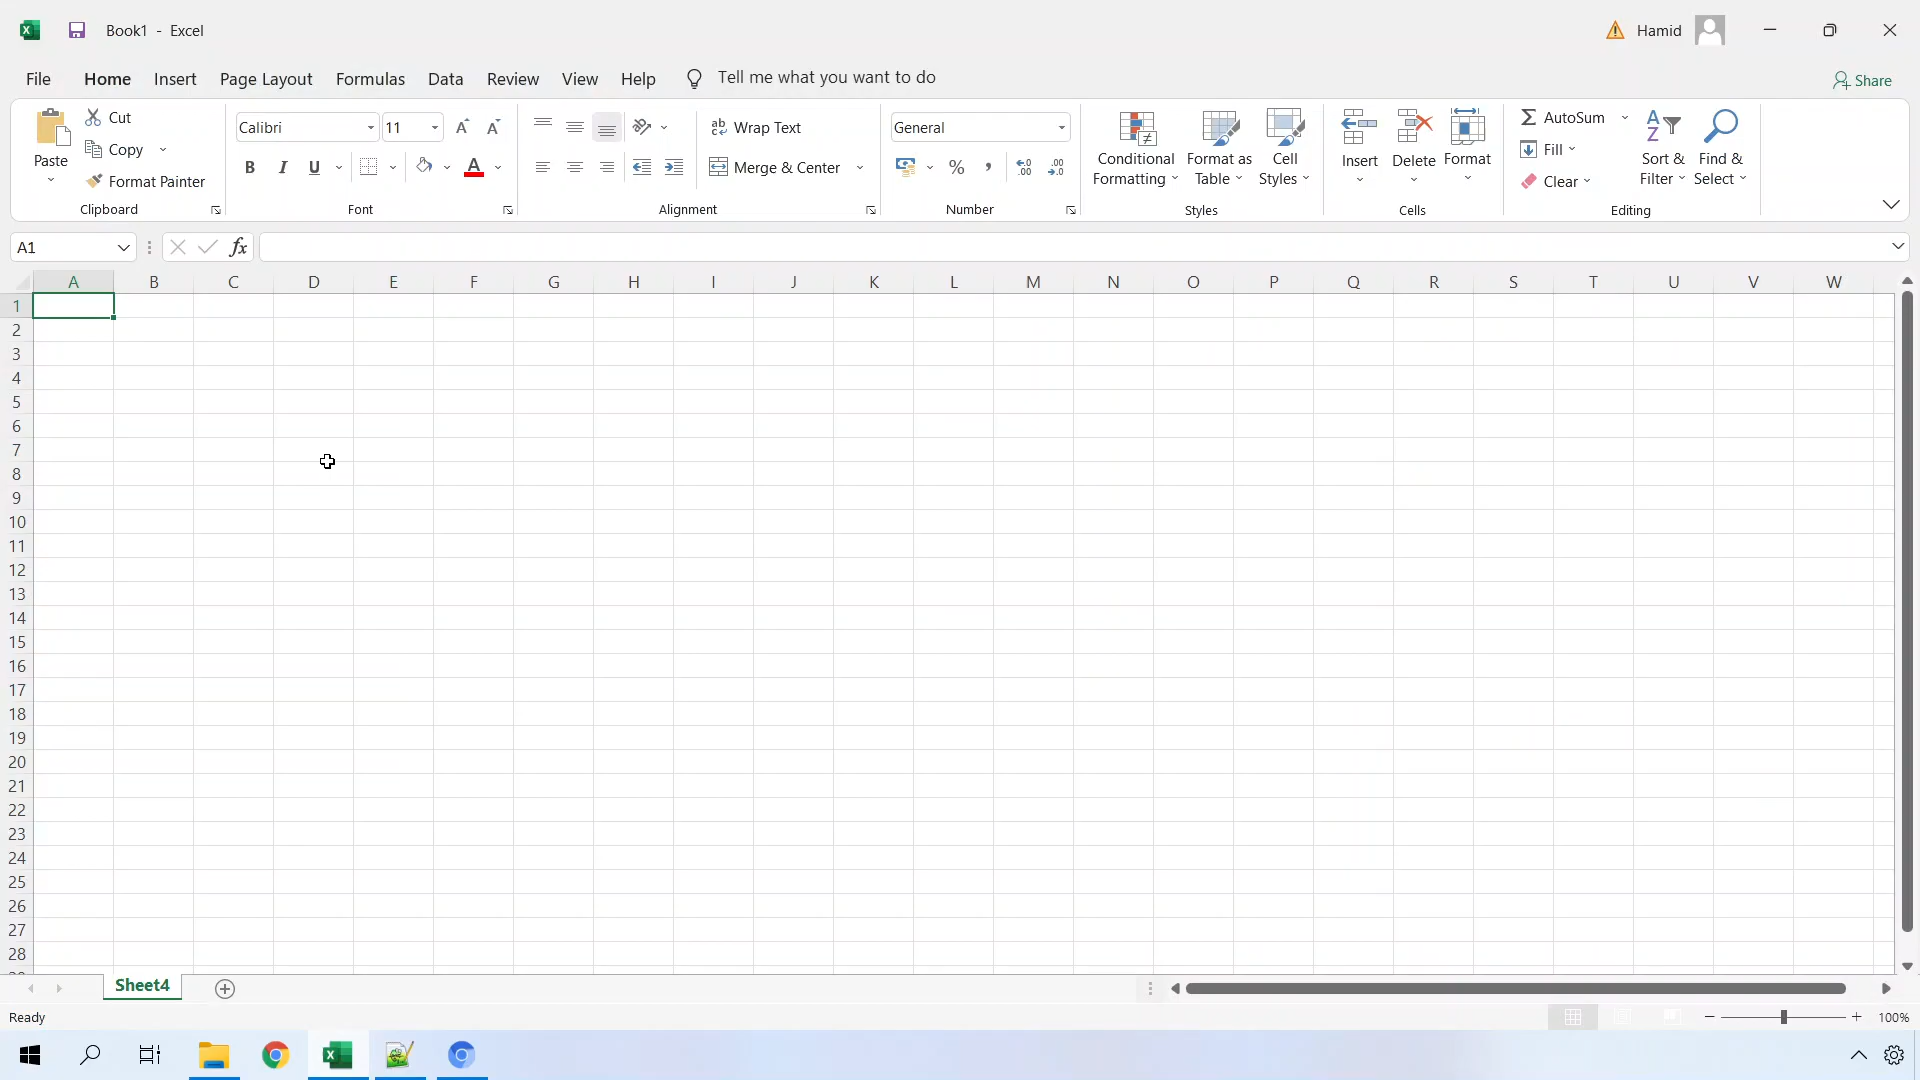 Book1 - Excel
Hamid
File Home Insert Page Layout Formulas Data Review View Help Tell me what you want to do
Share
Paste
Cut
Copy
Format Painter
Clipboard
Calibri 11
B I U A
Font
Wrap Text
Merge & Center
Alignment
General
% ,
Number
Conditional
Formatting
Format as
Table
Cell
Styles
Styles
Insert
Delete
Format
Cells
AutoSum
Fill
Clear
Sort &
Filter
Find &
Select
Editing
A1
fx
A B C D E F G H I J K L M N O P Q R S T U V W
1
2
3
4
5
6
7
8
9
10
11
12
13
14
15
16
17
18
19
20
21
22
23
24
25
26
27
28
Sheet4
Ready
100%